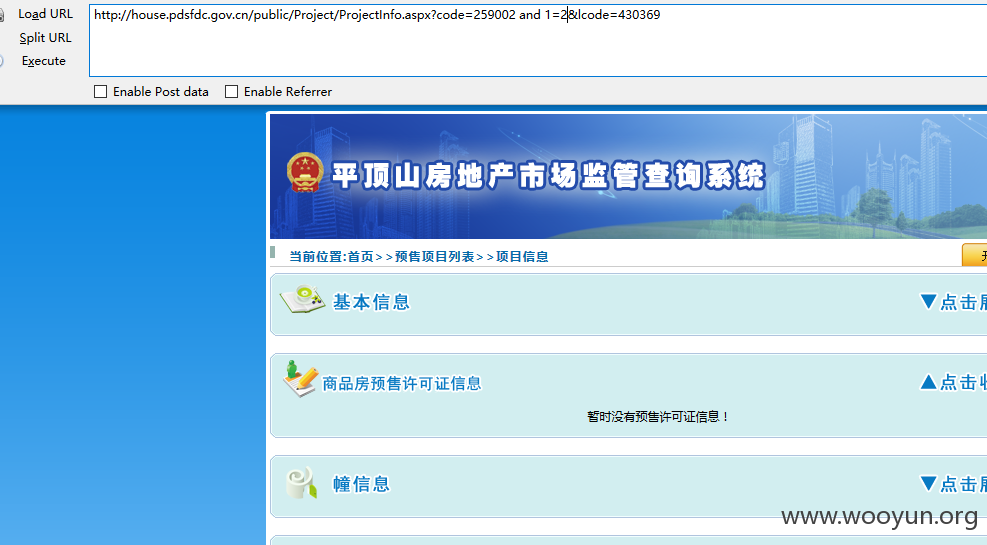 Load URL
http://house.pdsfdc.gov.cn/public/Project/ProjectInfo.aspx?code=259002 and 1=2&lcode=430369
Split URL
Execute
Enable Post data
Enable Referrer
平顶山房地产市场监管查询系统
当前位置:首页>>预售项目列表>>项目信息
基本信息
▼点击
商品房预售许可证信息
▲点击
暂时没有预售许可证信息！
幢信息
▼点击
www.wooyun.org